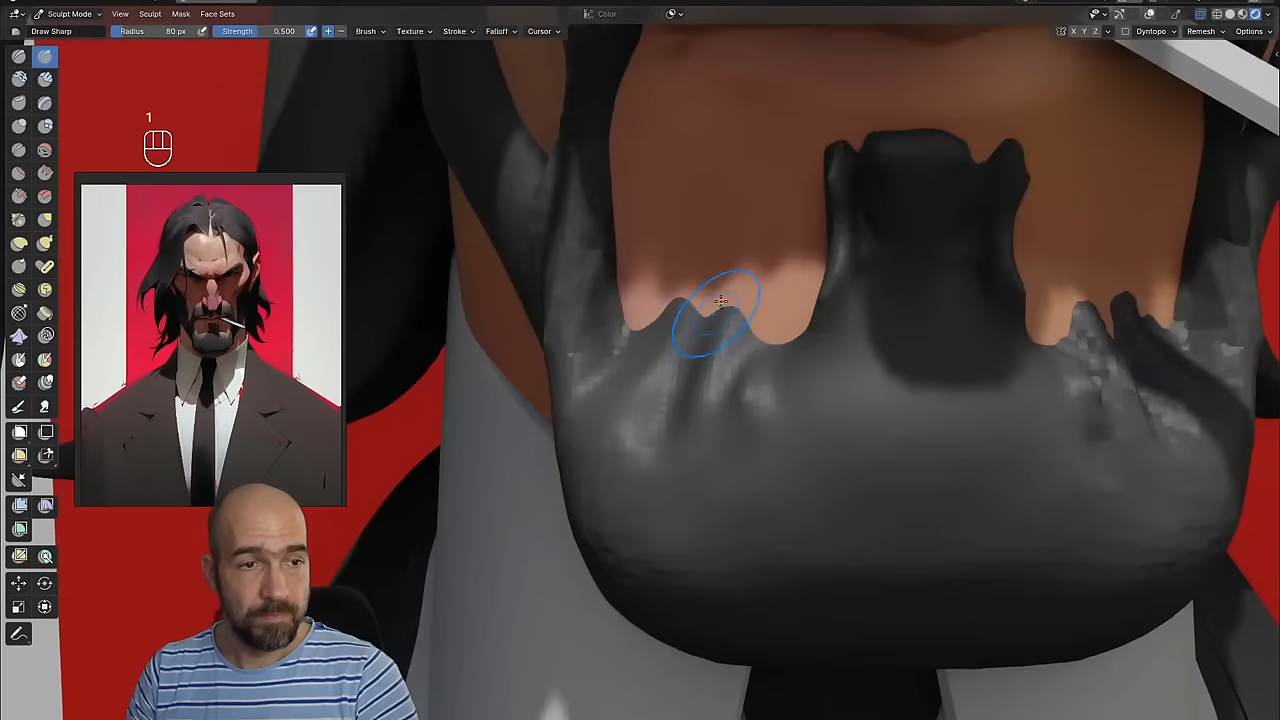 Sculpt Mode View Sculpt Mask Face Sets Color
Draw Sharp Radius 80 px Strength 0.500 Brush Texture Stroke Falloff Cursor X Y Z Dyntopo Remesh Options
1